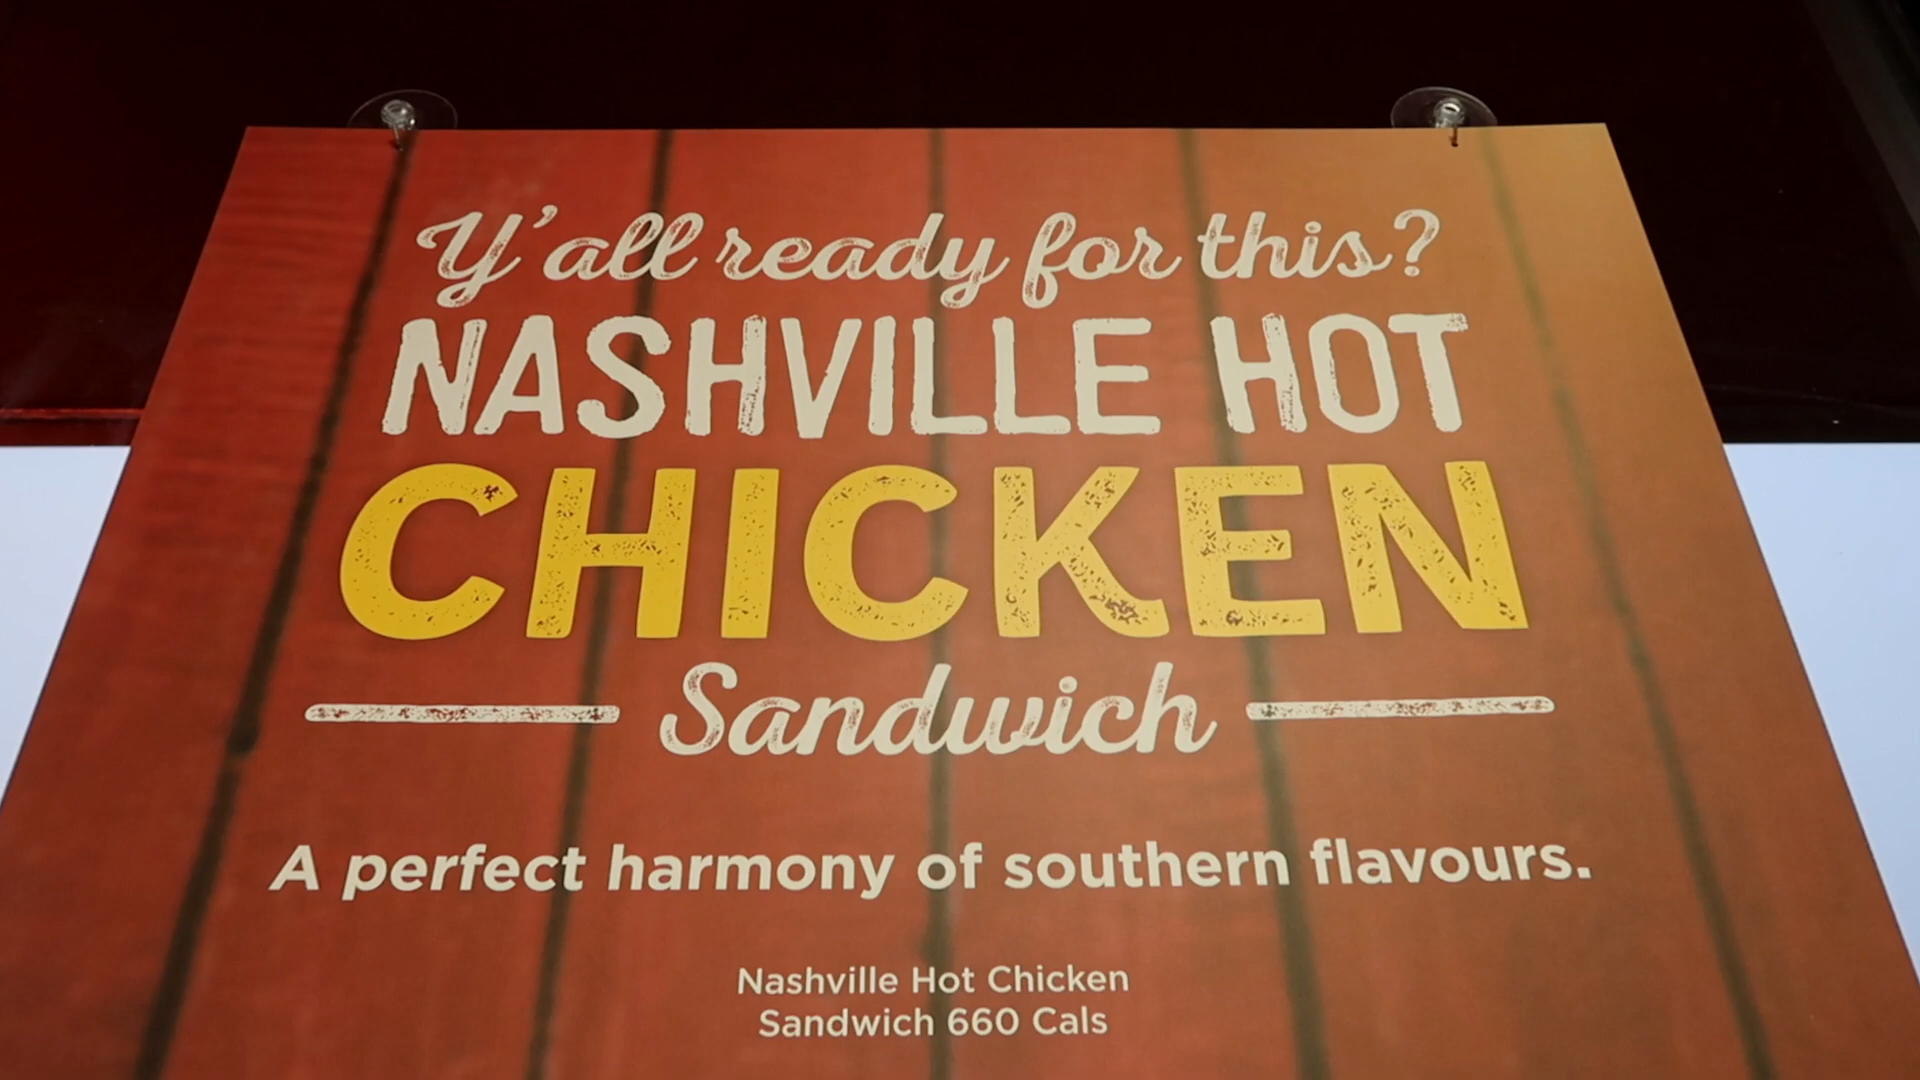 Y'all ready for this?
NASHVILLE HOT
CHICKEN
Sandwich
A perfect harmony of southern flavours.
Nashville Hot Chicken
Sandwich 660 Cals